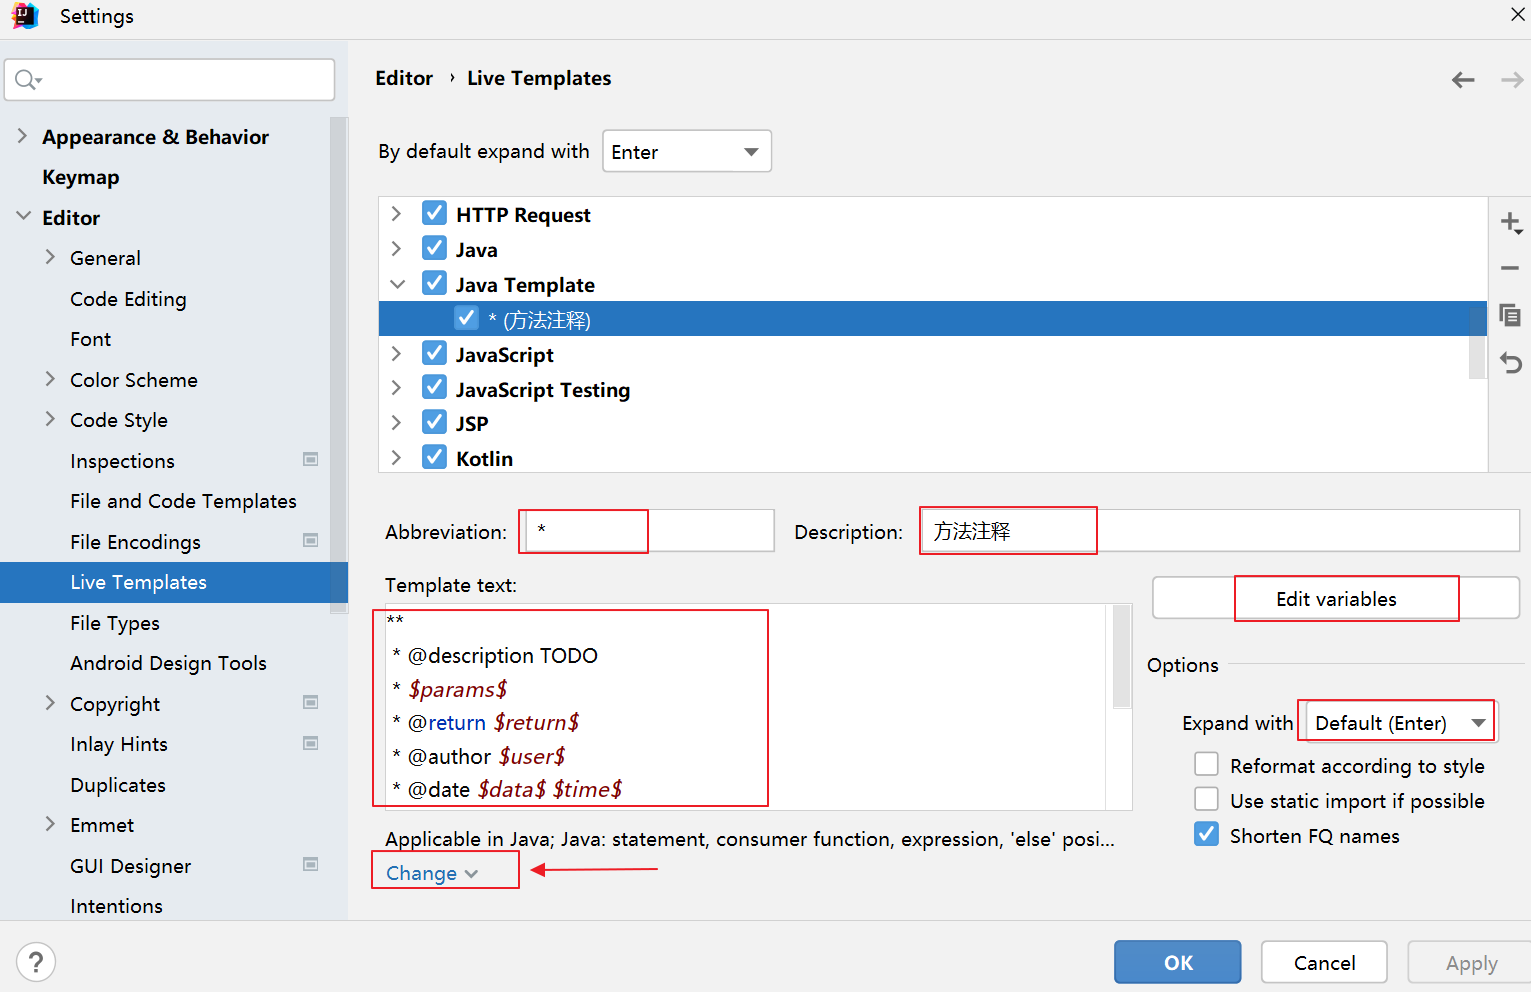 Settings
Editor › Live Templates
Appearance & Behavior
Keymap
Editor
General
Code Editing
Font
Color Scheme
Code Style
Inspections
File and Code Templates
File Encodings
Live Templates
File Types
Android Design Tools
Copyright
Inlay Hints
Duplicates
Emmet
GUI Designer
Intentions
By default expand with Enter
HTTP Request
Java
Java Template
* (方法注释)
JavaScript
JavaScript Testing
JSP
Kotlin
Abbreviation: * Description: 方法注释
Template text:
**
* @description TODO
* $params$
* @return $return$
* @author $user$
* @date $data$ $time$
Edit variables
Options
Expand with Default (Enter)
Reformat according to style
Use static import if possible
Shorten FQ names
Applicable in Java; Java: statement, consumer function, expression, 'else' posi...
Change
? OK Cancel Apply